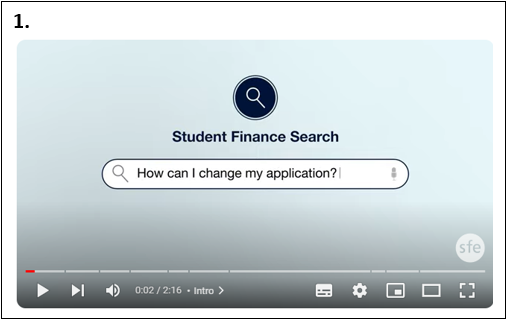 1.
Student Finance Search
How can I change my application?
sfe
0:02 / 2:16 • Intro